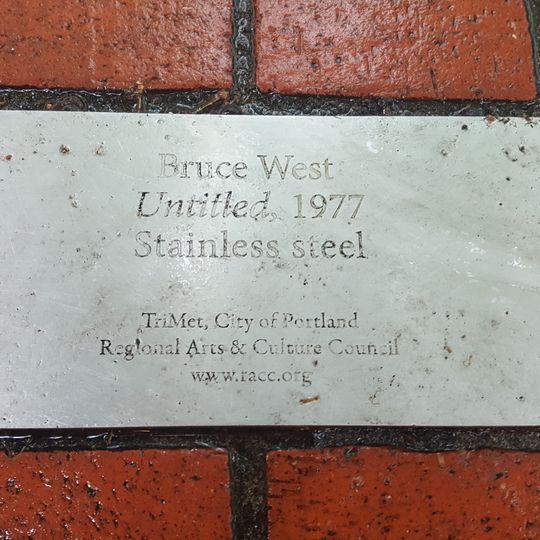 Bruce West
Untitled, 1977
Stainless steel
TriMet, City of Portland
Regional Arts & Culture Council
www.racc.org